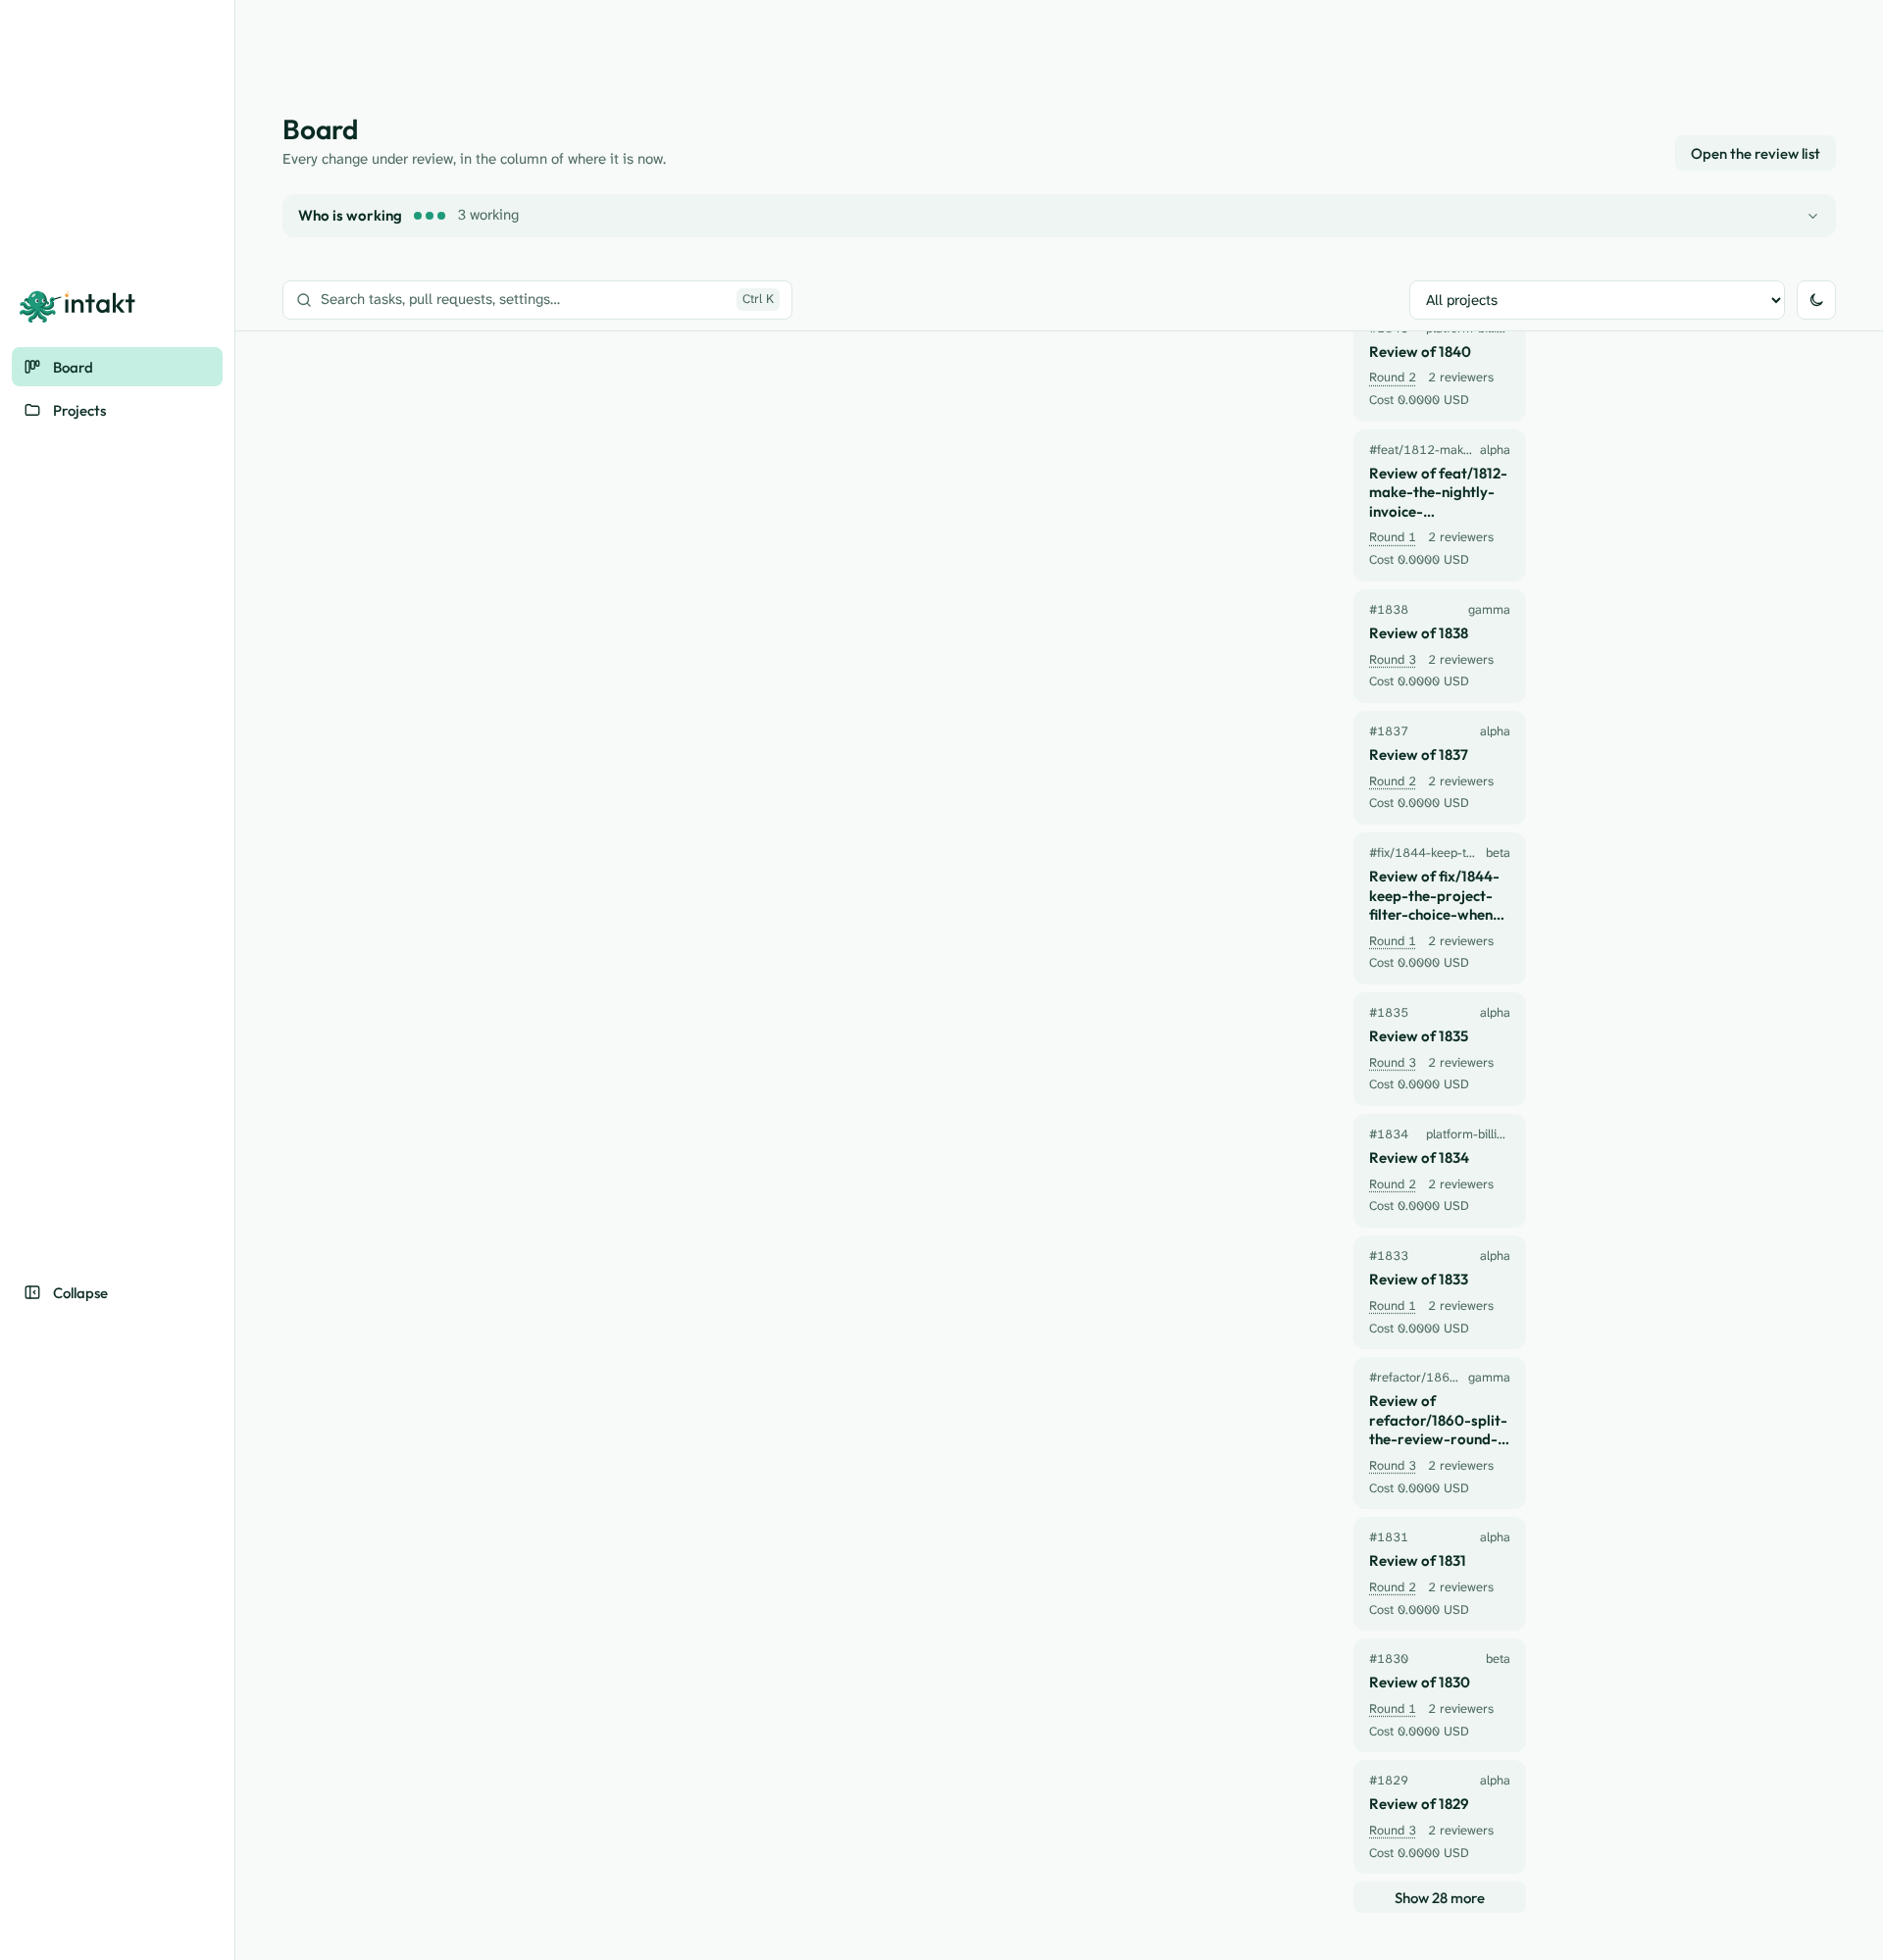 Board
Every change under review, in the column of where it is now.
Open the review list
Who is working
3 working
intakt
Board
Projects
Collapse
Search tasks, pull requests, settings...
Ctrl K
All projects
Review of 1840
Round 2 2 reviewers
Cost 0.0000 USD
#feat/1812-mak... alpha
Review of feat/1812-
make-the-nightly-
invoice-...
Round 1 2 reviewers
Cost 0.0000 USD
#1838 gamma
Review of 1838
Round 3 2 reviewers
Cost 0.0000 USD
#1837 alpha
Review of 1837
Round 2 2 reviewers
Cost 0.0000 USD
#fix/1844-keep-t... beta
Review of fix/1844-
keep-the-project-
filter-choice-when...
Round 1 2 reviewers
Cost 0.0000 USD
#1835 alpha
Review of 1835
Round 3 2 reviewers
Cost 0.0000 USD
#1834 platform-billi...
Review of 1834
Round 2 2 reviewers
Cost 0.0000 USD
#1833 alpha
Review of 1833
Round 1 2 reviewers
Cost 0.0000 USD
#refactor/186... gamma
Review of
refactor/1860-split-
the-review-round-...
Round 3 2 reviewers
Cost 0.0000 USD
#1831 alpha
Review of 1831
Round 2 2 reviewers
Cost 0.0000 USD
#1830 beta
Review of 1830
Round 1 2 reviewers
Cost 0.0000 USD
#1829 alpha
Review of 1829
Round 3 2 reviewers
Cost 0.0000 USD
Show 28 more